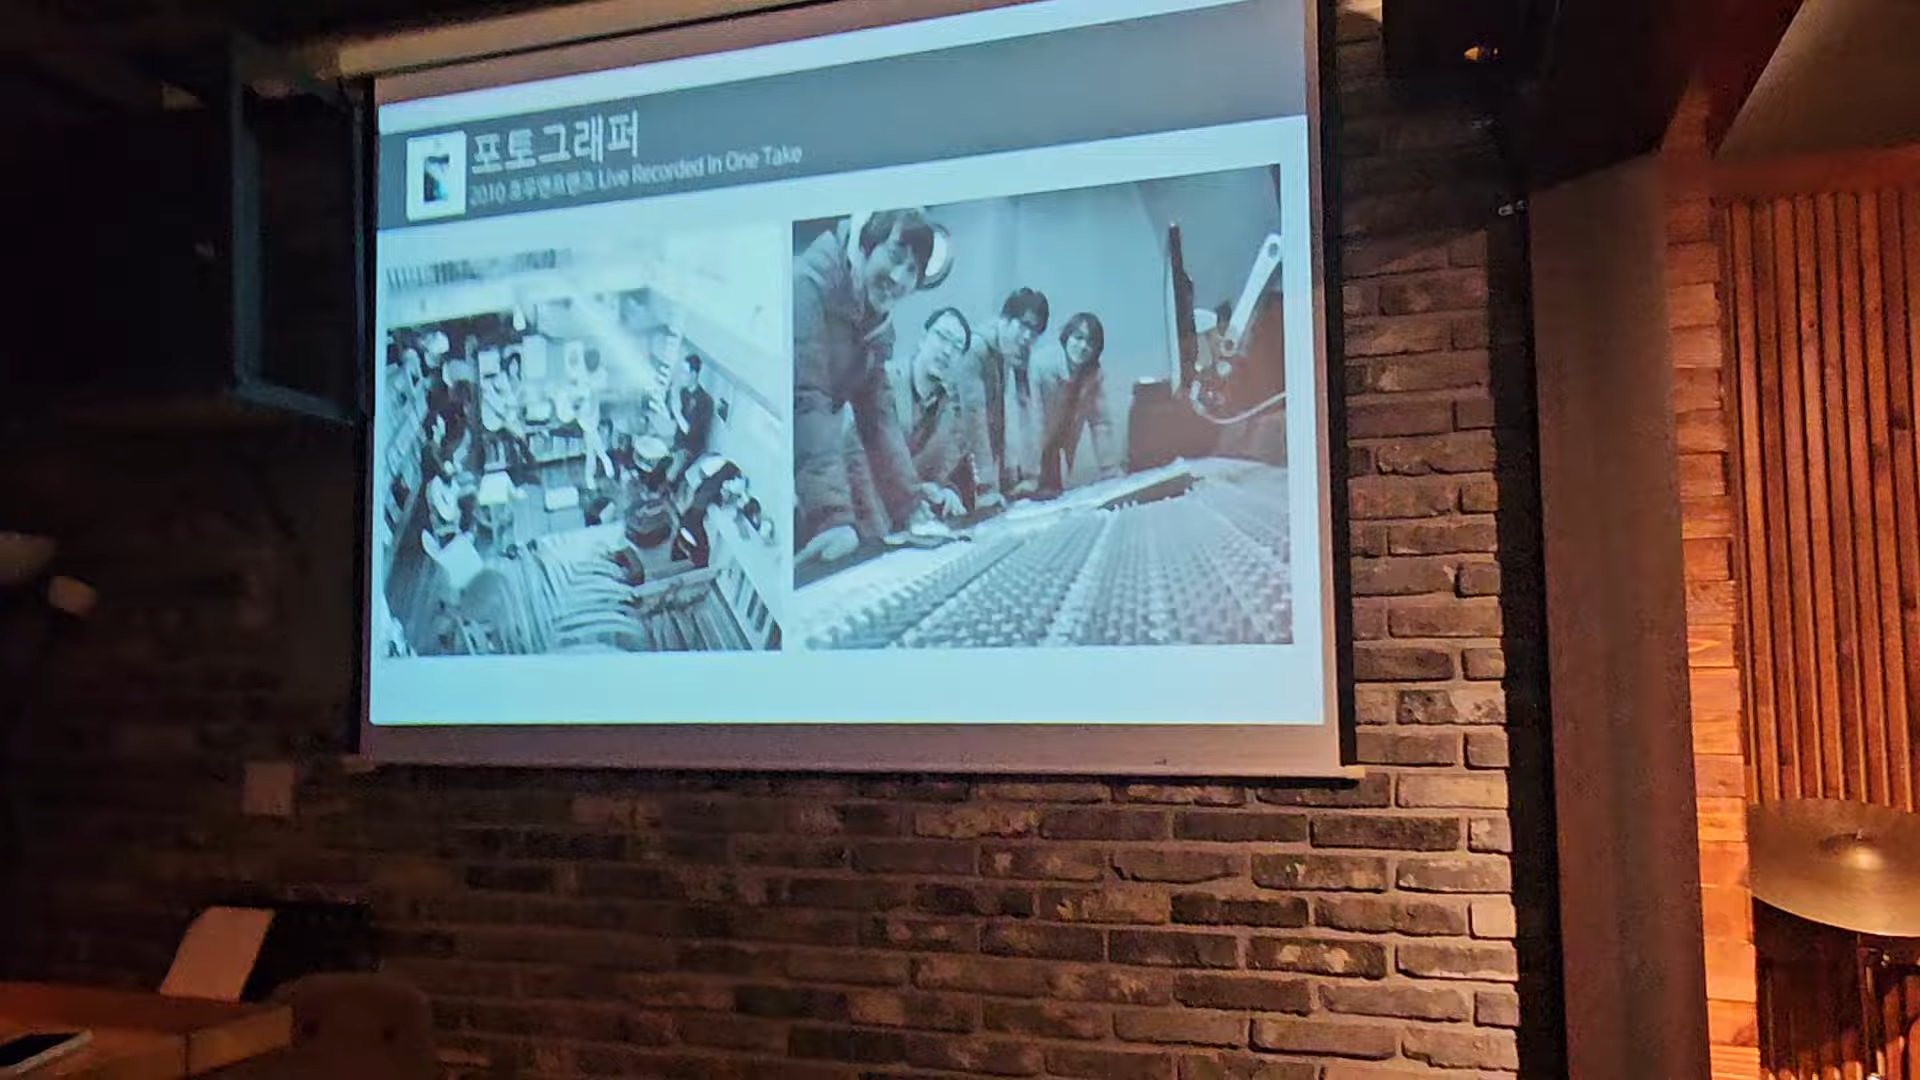 포토그래퍼
2010 Live Recorded In One Take